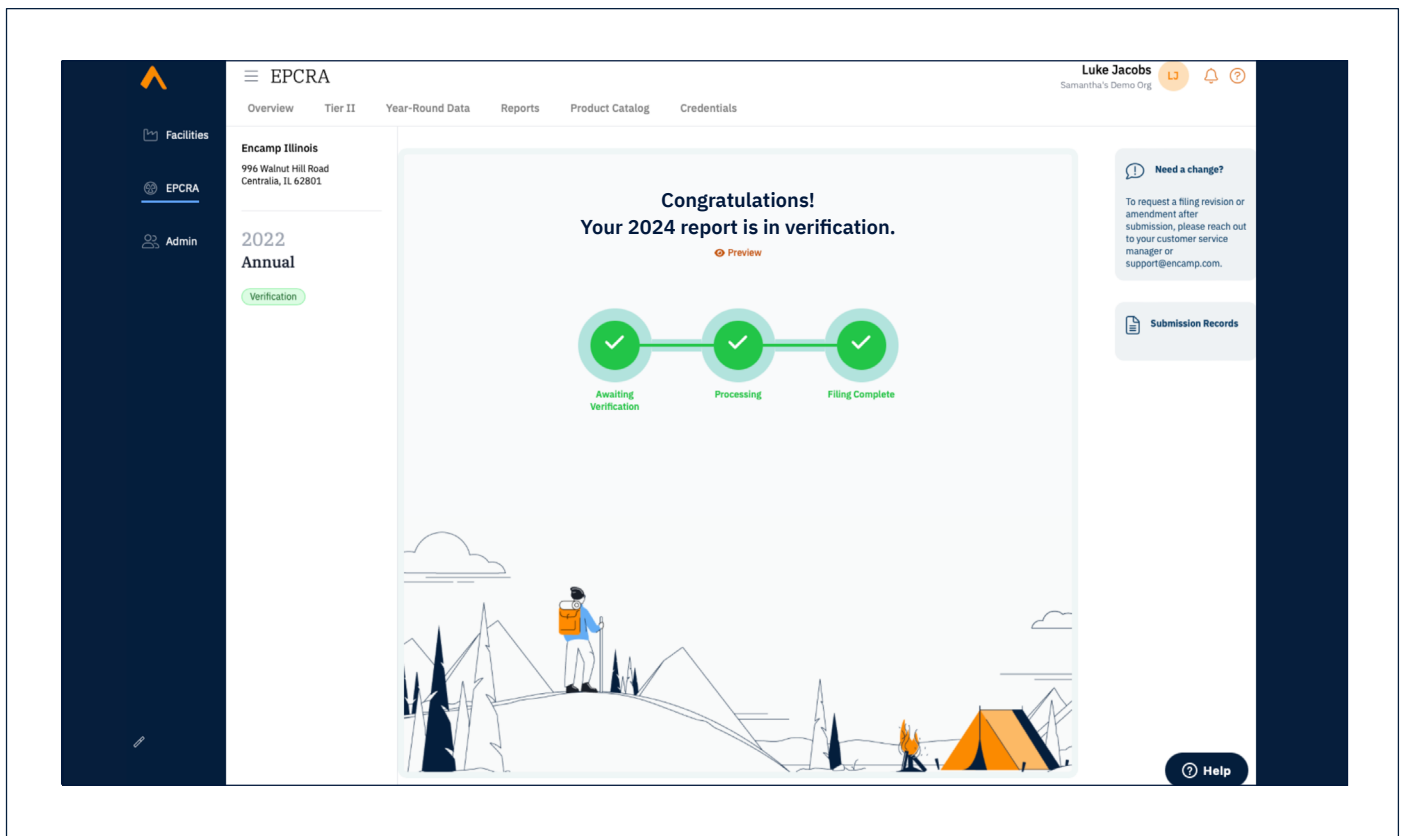 EPCRA
Luke Jacobs
Samantha's Demo Org
LJ
Overview Tier II Year-Round Data Reports Product Catalog Credentials
Facilities
EPCRA
Admin
Encamp Illinois
996 Walnut Hill Road
Centralia, IL 62801
2022
Annual
Verification
Congratulations!
Your 2024 report is in verification.
Preview
Awaiting
Verification
Processing
Filing Complete
Need a change?
To request a filing revision or
amendment after
submission, please reach out
to your customer service
manager or
support@encamp.com.
Submission Records
Help